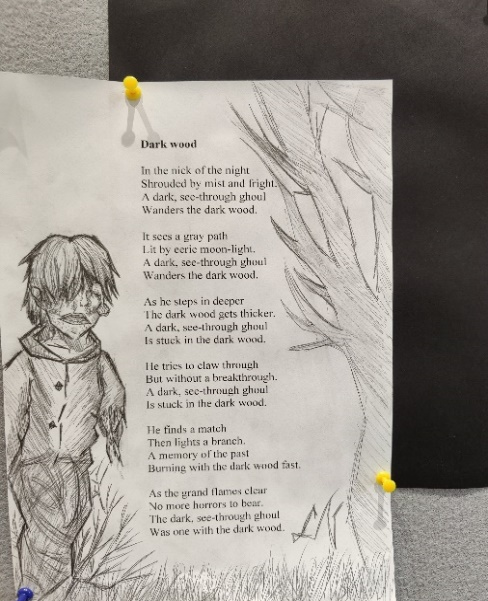 Dark wood
In the nick of the night
Shrouded by mist and fright.
A dark, see-through ghoul
Wanders the dark wood.
It sees a gray path
Lit by eerie moon-light.
A dark, see-through ghoul
Wanders the dark wood.
As he steps in deeper
The dark wood gets thicker.
A dark, see-through ghoul
Is stuck in the dark wood.
He tries to claw through
But without a breakthrough.
A dark, see-through ghoul
Is stuck in the dark wood.
He finds a match
Then lights a branch.
A memory of the past
Burning with the dark wood fast.
As the grand flames clear
No more horrors to bear.
The dark, see-through ghoul
Was one with the dark wood.